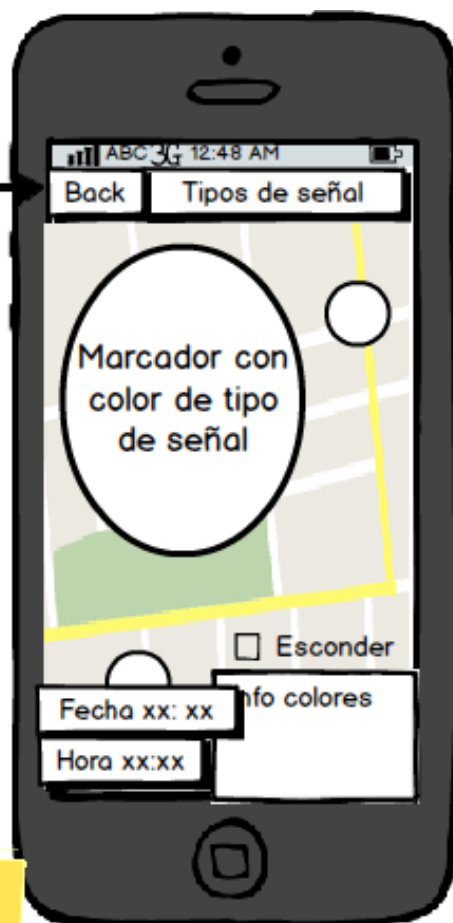 ABC 3G 12:48 AM
Back
Tipos de señal
Marcador con
color de tipo
de señal
Esconder
nfo colores
Fecha xx: xx
Hora xx:xx